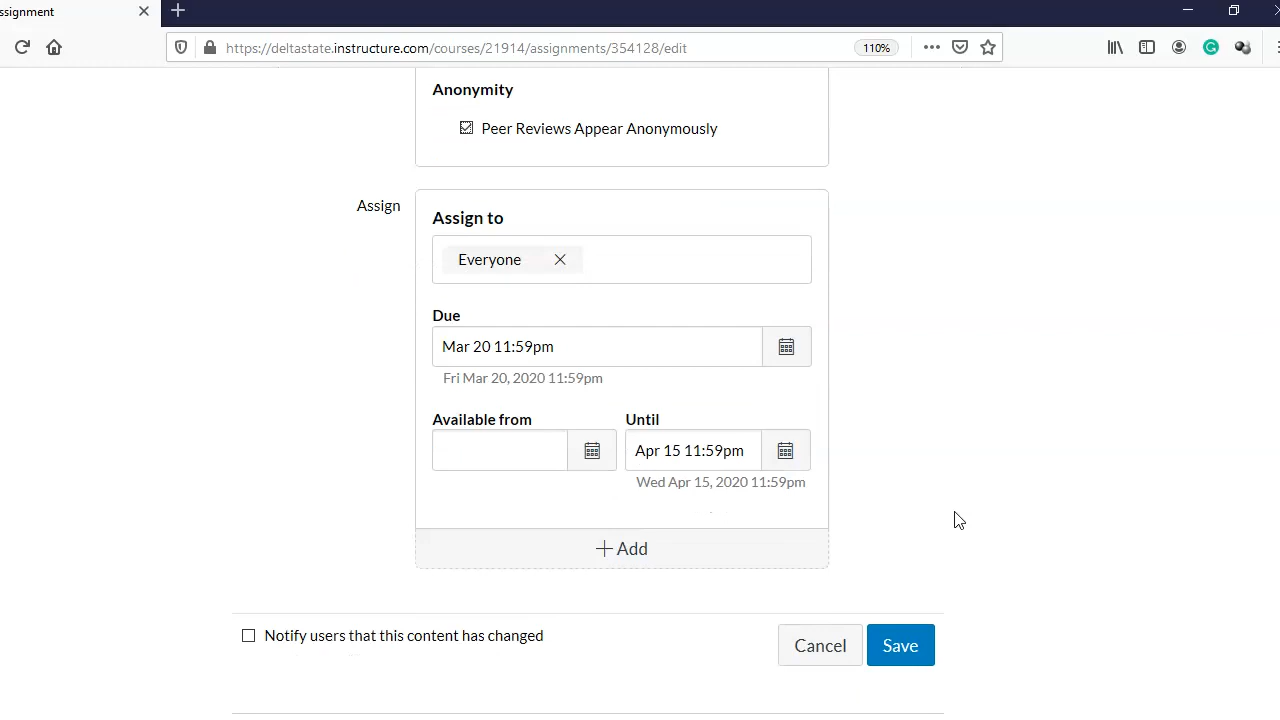 ssignment
https://deltastate.instructure.com/courses/21914/assignments/354128/edit
110%
Anonymity
Peer Reviews Appear Anonymously
Assign
Assign to
Everyone
Due
Mar 20 11:59pm
Fri Mar 20, 2020 11:59pm
Available from
Until
Apr 15 11:59pm
Wed Apr 15, 2020 11:59pm
Add
Notify users that this content has changed
Cancel
Save